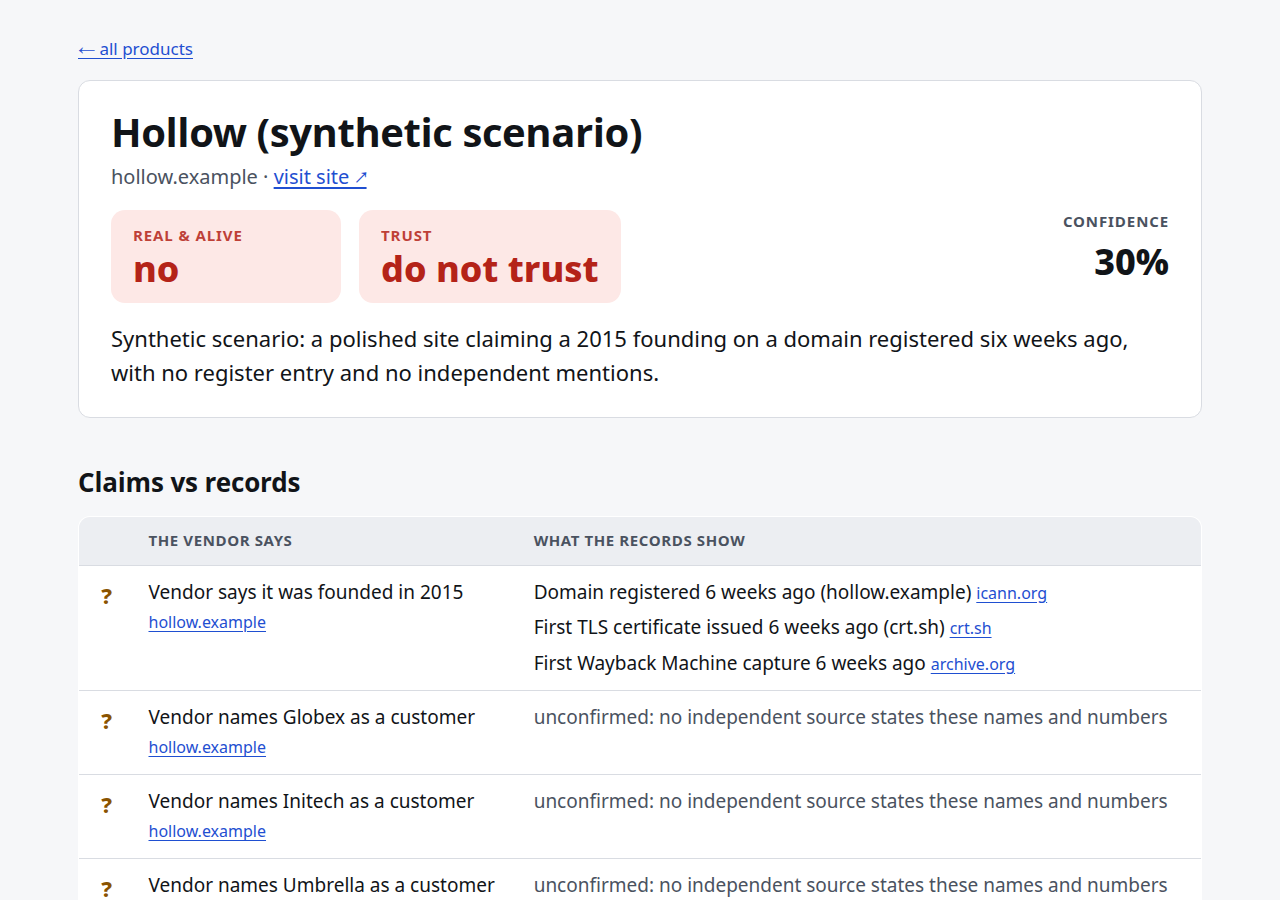 ← all products
Hollow (synthetic scenario)
hollow.example · visit site ↗
REAL & ALIVE
no
TRUST
do not trust
CONFIDENCE
30%
Synthetic scenario: a polished site claiming a 2015 founding on a domain registered six weeks ago,
with no register entry and no independent mentions.
Claims vs records
THE VENDOR SAYS
WHAT THE RECORDS SHOW
?
Vendor says it was founded in 2015
hollow.example
Domain registered 6 weeks ago (hollow.example) icann.org
First TLS certificate issued 6 weeks ago (crt.sh) crt.sh
First Wayback Machine capture 6 weeks ago archive.org
?
Vendor names Globex as a customer
hollow.example
unconfirmed: no independent source states these names and numbers
?
Vendor names Initech as a customer
hollow.example
unconfirmed: no independent source states these names and numbers
?
Vendor names Umbrella as a customer
unconfirmed: no independent source states these names and numbers